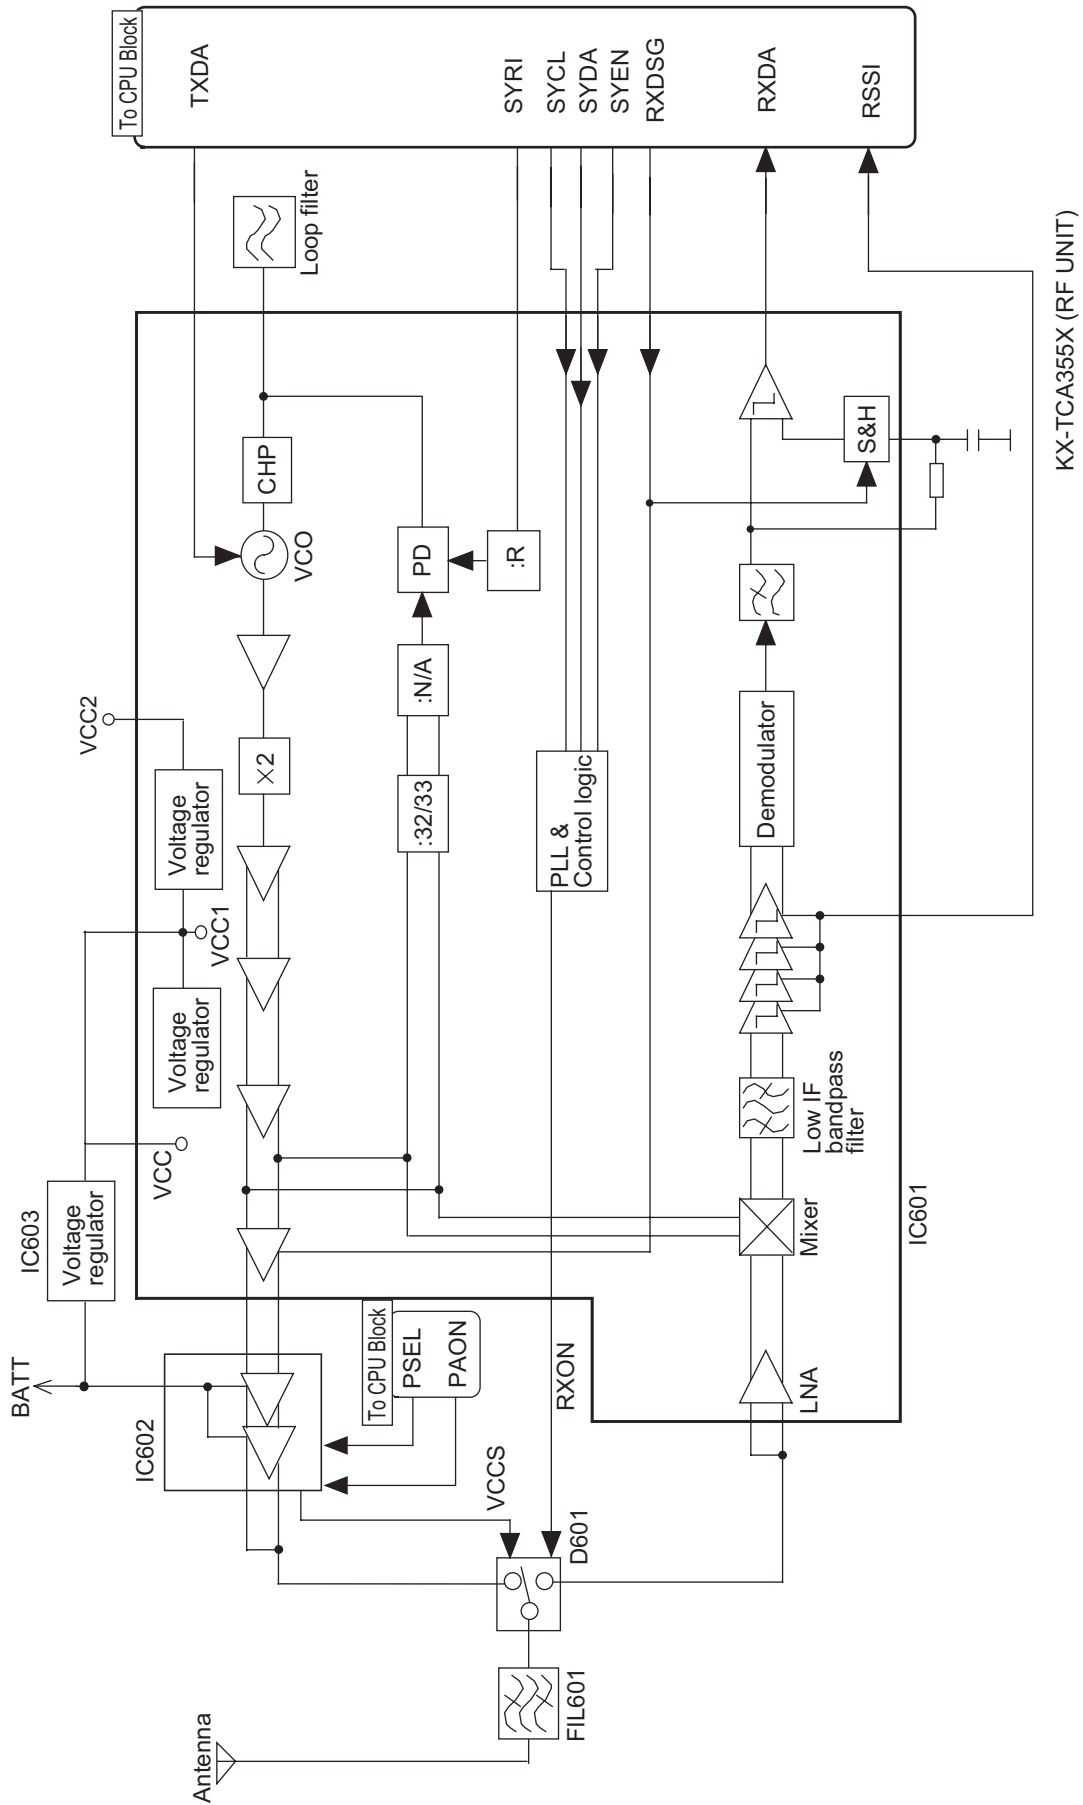 BATT
IC603
Voltage
regulator
VCC2
Voltage
regulator
VCC1
Voltage
regulator
VCC
To CPU Block
TXDA
SYRI
SYCL
SYDA
SYEN
RXDSG
RXDA
RSSI
Loop filter
CHP
VCO
×2
PD
:R
:N/A
:32/33
PLL &
Control logic
IC602
To CPU Block
PSEL
PAON
VCCS
RXON
D601
Antenna
FIL601
LNA
Mixer
Low IF
bandpass
filter
Demodulator
S&H
IC601
KX-TCA355X (RF UNIT)